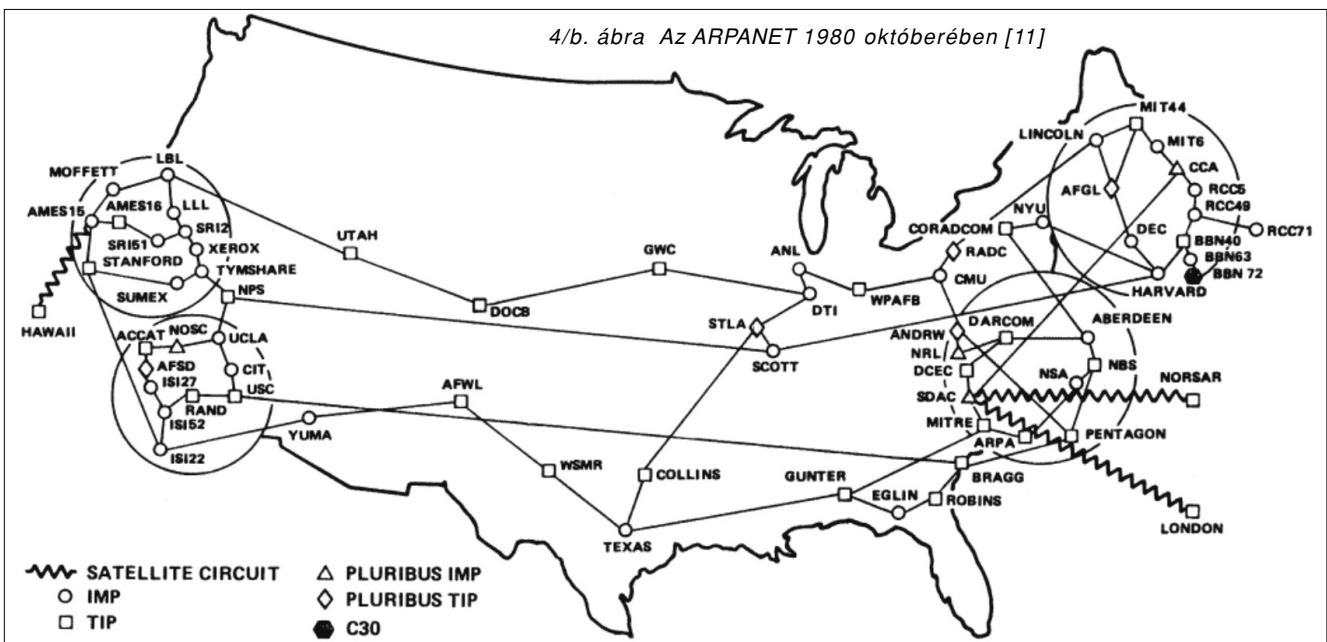 4/b. ábra Az ARPANET 1980 októberében [11]
MIT44
LINCOLN
MIT6
CCA
AFGL
RCC5
RCC49
RCC71
DEC
BBN40
BBN63
BBN 72
HARVARD
NYU
CORADCOM
RADC
CMU
LBL
MOFFETT
AMES16
AMES15
LLL
SRI2
SRI51
XEROX
STANFORD
TYMSHARE
SUMEX
NPS
HAWAII
UTAH
DOCB
GWC
ANL
WPAFB
DTI
STLA
SCOTT
ANDRW
DARCOM
ABERDEEN
NRL
DCEC
NSA
NBS
SDAC
NORSAR
MITRE
ARPA
PENTAGON
BRAGG
LONDON
ACCAT
NOSC
UCLA
AFSD
CIT
ISI27
USC
RAND
ISI52
ISI22
YUMA
AFWL
WSMR
COLLINS
TEXAS
GUNTER
EGLIN
ROBINS
SATELLITE CIRCUIT
IMP
TIP
PLURIBUS IMP
PLURIBUS TIP
C30